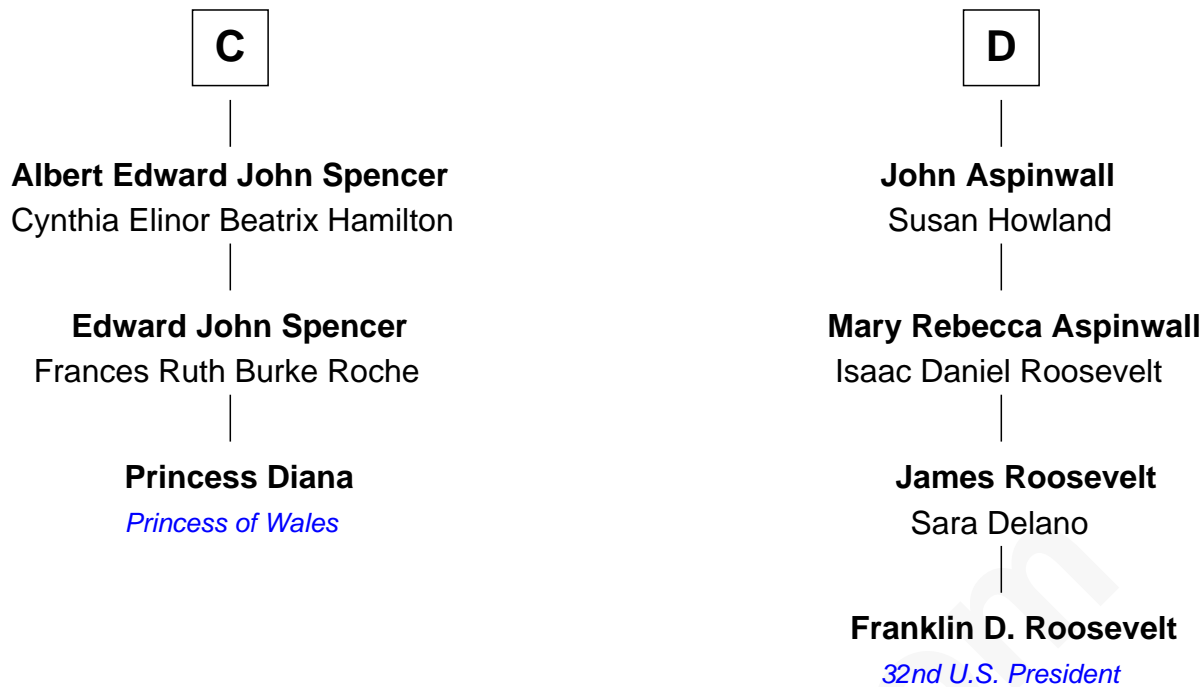 C
Albert Edward John Spencer
Cynthia Elinor Beatrix Hamilton
Edward John Spencer
Frances Ruth Burke Roche
Princess Diana
Princess of Wales
D
John Aspinwall
Susan Howland
Mary Rebecca Aspinwall
Isaac Daniel Roosevelt
James Roosevelt
Sara Delano
Franklin D. Roosevelt
32nd U.S. President